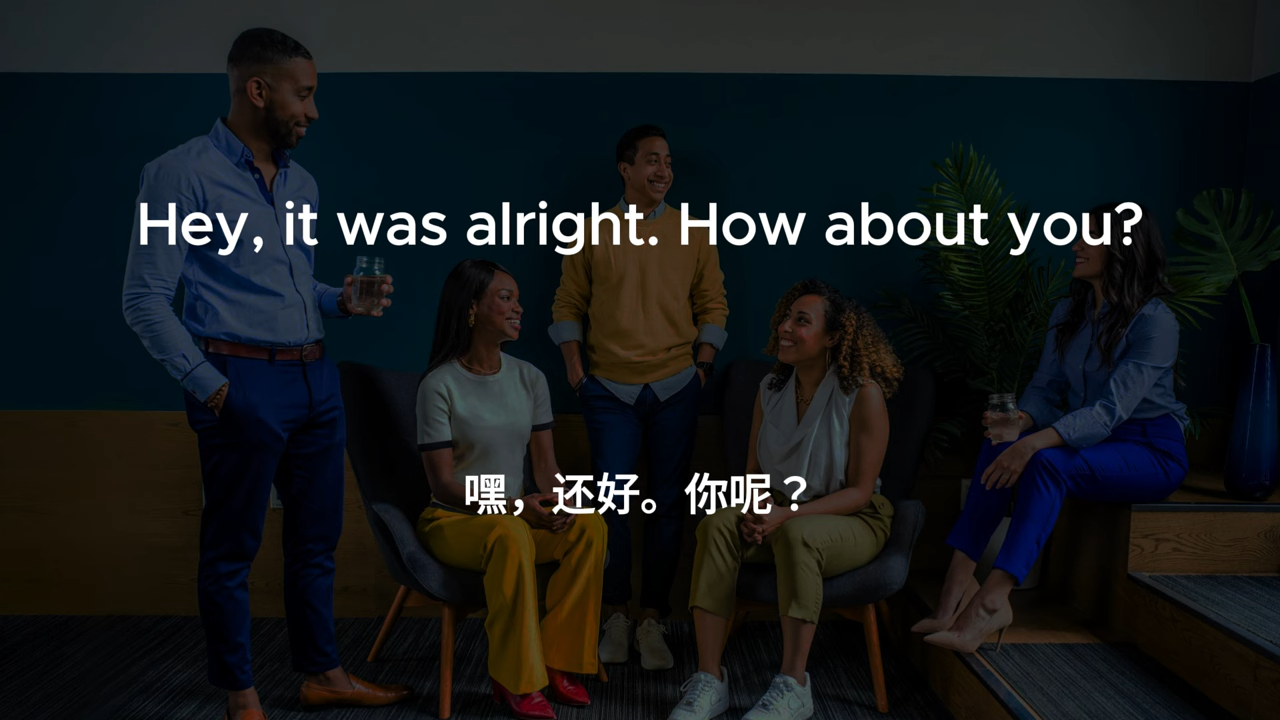 Hey, it was alright. How about you?
嘿，还好。你呢？